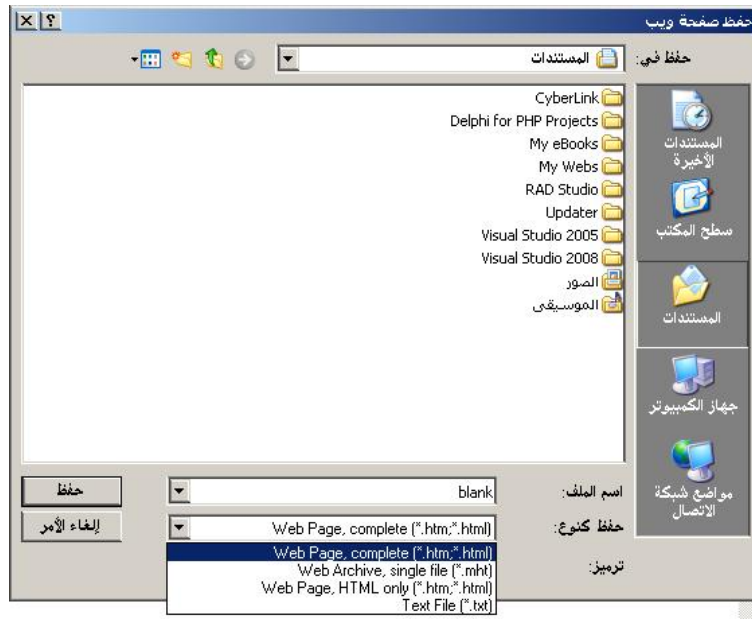 حفظ صفحة ويب
حفظ في:
المستندات
المستندات
الأخيرة
سطح المكتب
المستندات
جهاز الكمبيوتر
مواضع شبكة
الاتصال
CyberLink
Delphi for PHP Projects
My eBooks
My Webs
RAD Studio
Updater
Visual Studio 2005
Visual Studio 2008
الصور
الموسيقى
اسم الملف:
blank
حفظ
حفظ كنوع:
Web Page, complete (*.htm;*.html)
إلغاء الأمر
ترميز:
Web Page, complete (*.htm;*.html)
Web Archive, single file (*.mht)
Web Page, HTML only (*.htm;*.html)
Text File (*.txt)